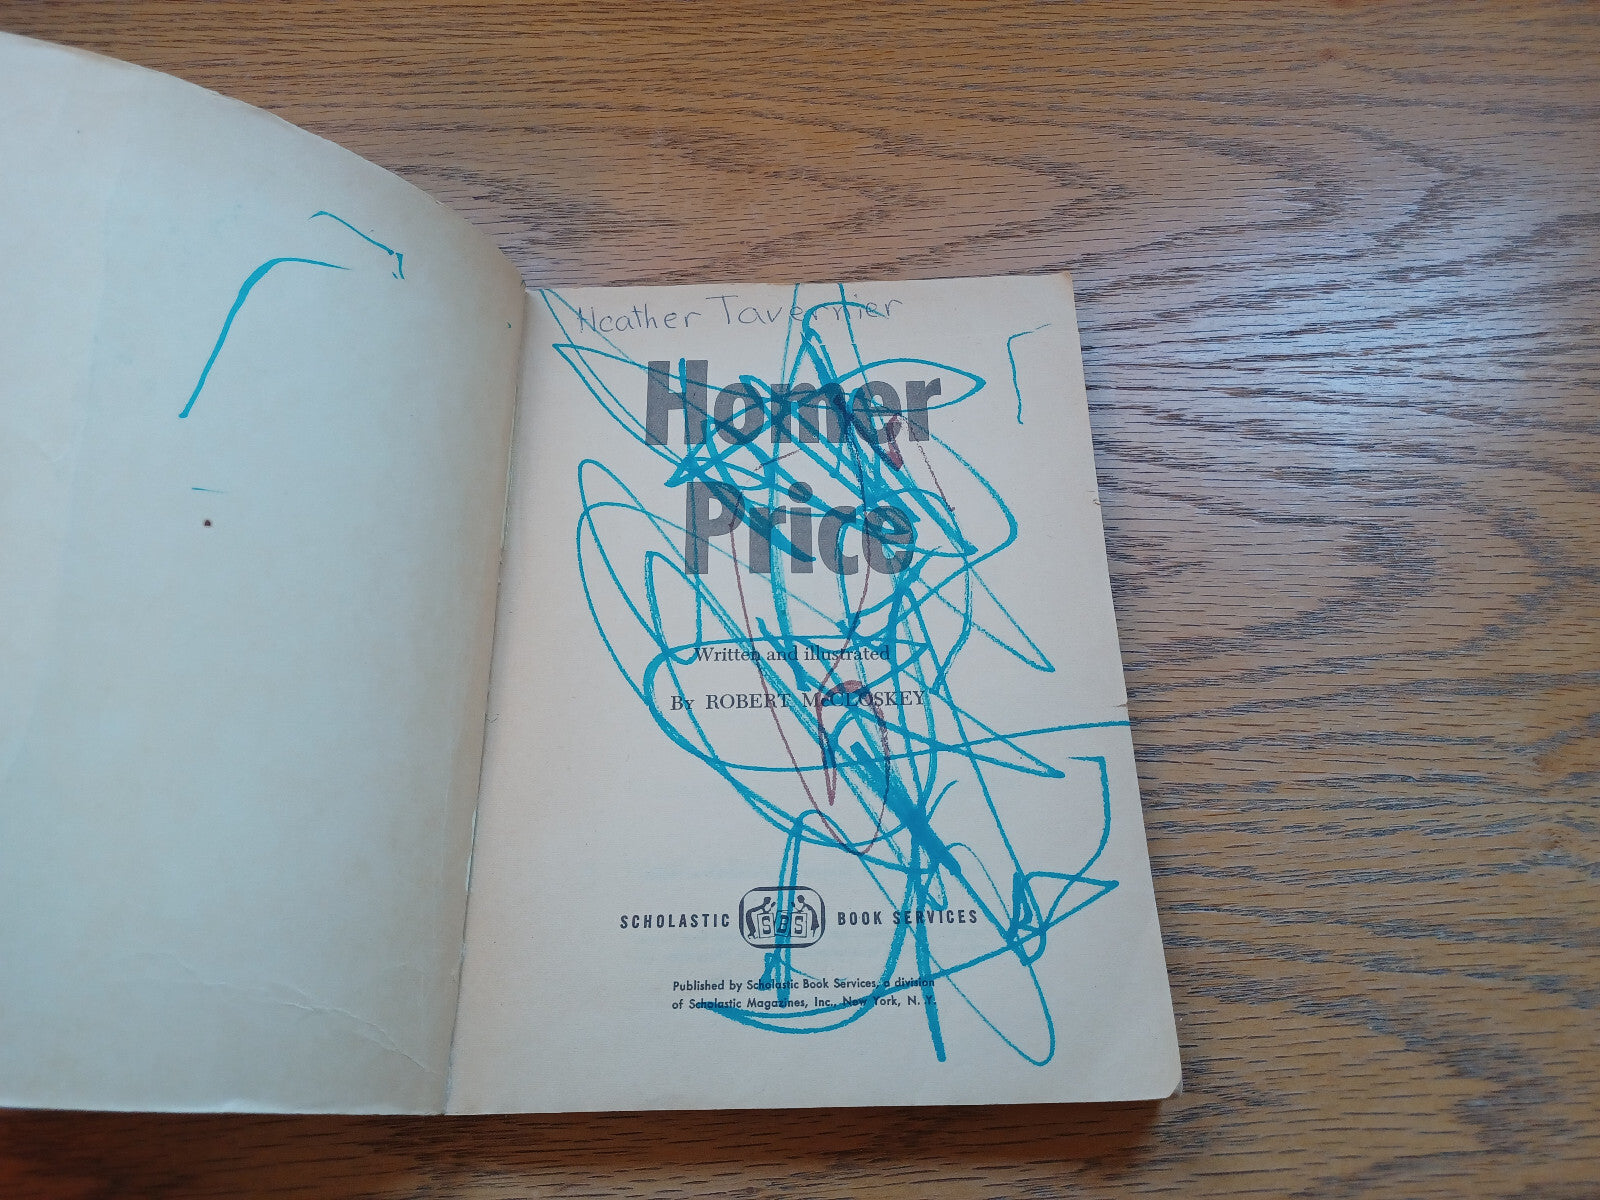 Heather Tavernier
Homer
Price
Written and illustrated
By ROBERT McCLOSKEY
SCHOLASTIC SBS BOOK SERVICES
Published by Scholastic Book Services, a division
of Scholastic Magazines, Inc., New York, N. Y.